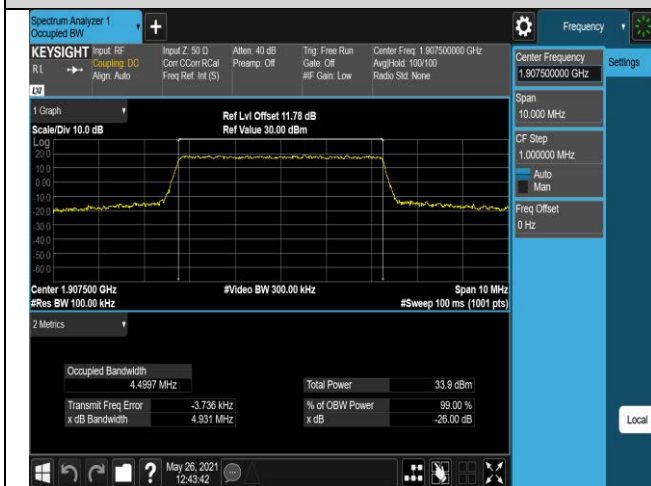 Spectrum Analyzer 1
Occupied BW
+
Frequency
KEYSIGHT
RL
LXI
Input: RF
Coupling: DC
Align: Auto
Input Z: 50 Ω
Corr CCorr RCal
Freq Ref: Int (S)
Atten: 40 dB
Preamp: Off
Trig: Free Run
Gate: Off
#IF Gain: Low
Center Freq: 1.907500000 GHz
Avg|Hold: 100/100
Radio Std: None
Center Frequency
1.907500000 GHz
Settings
Span
10.000 MHz
CF Step
1.000000 MHz
Auto
Man
Freq Offset
0 Hz
Local
1 Graph
Scale/Div 10.0 dB
Ref Lvl Offset 11.78 dB
Ref Value 30.00 dBm
Log
20.0
10.0
0.00
-10.0
-20.0
-30.0
-40.0
-50.0
-60.0
Center 1.907500 GHz
#Res BW 100.00 kHz
#Video BW 300.00 kHz
Span 10 MHz
#Sweep 100 ms (1001 pts)
2 Metrics
Occupied Bandwidth
4.4997 MHz
Total Power 33.9 dBm
Transmit Freq Error -3.736 kHz
% of OBW Power 99.00 %
x dB Bandwidth 4.931 MHz
x dB -26.00 dB
?
May 26, 2021
12:43:42